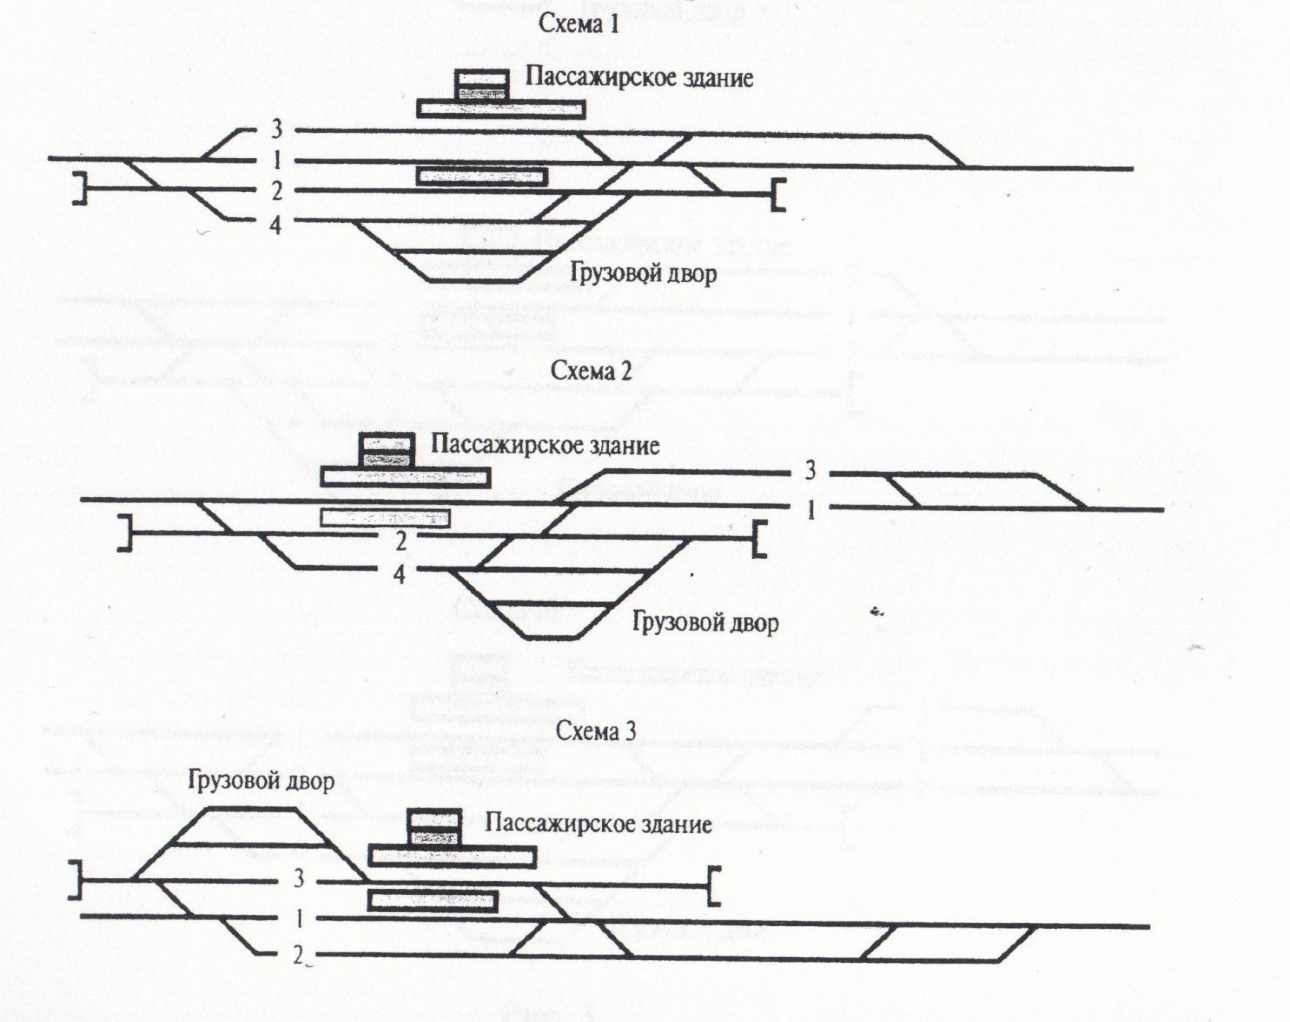 Схема 1
Пассажирское здание
3
1
2
4
Грузовой двор
Схема 2
Пассажирское здание
3
1
2
4
Грузовой двор
Схема 3
Грузовой двор
Пассажирское здание
3
1
2